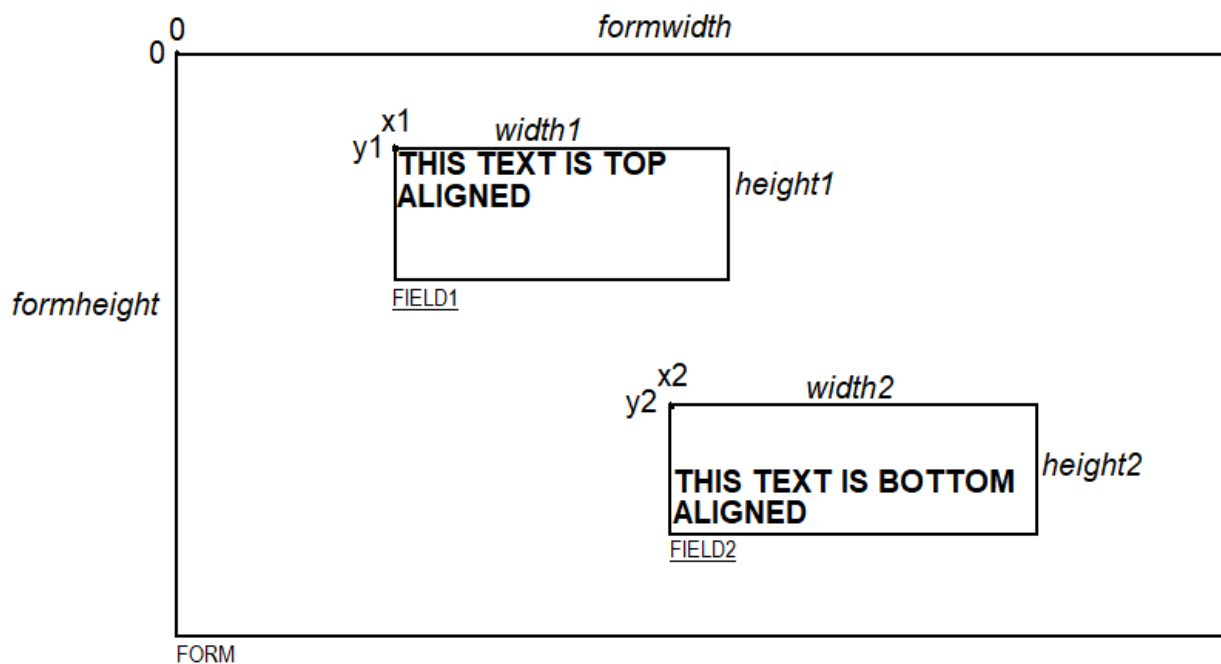 0
formwidth
0
x1
width1
y1
THIS TEXT IS TOP
ALIGNED
height1
FIELD1
formheight
x2
width2
y2
height2
THIS TEXT IS BOTTOM
ALIGNED
FIELD2
FORM